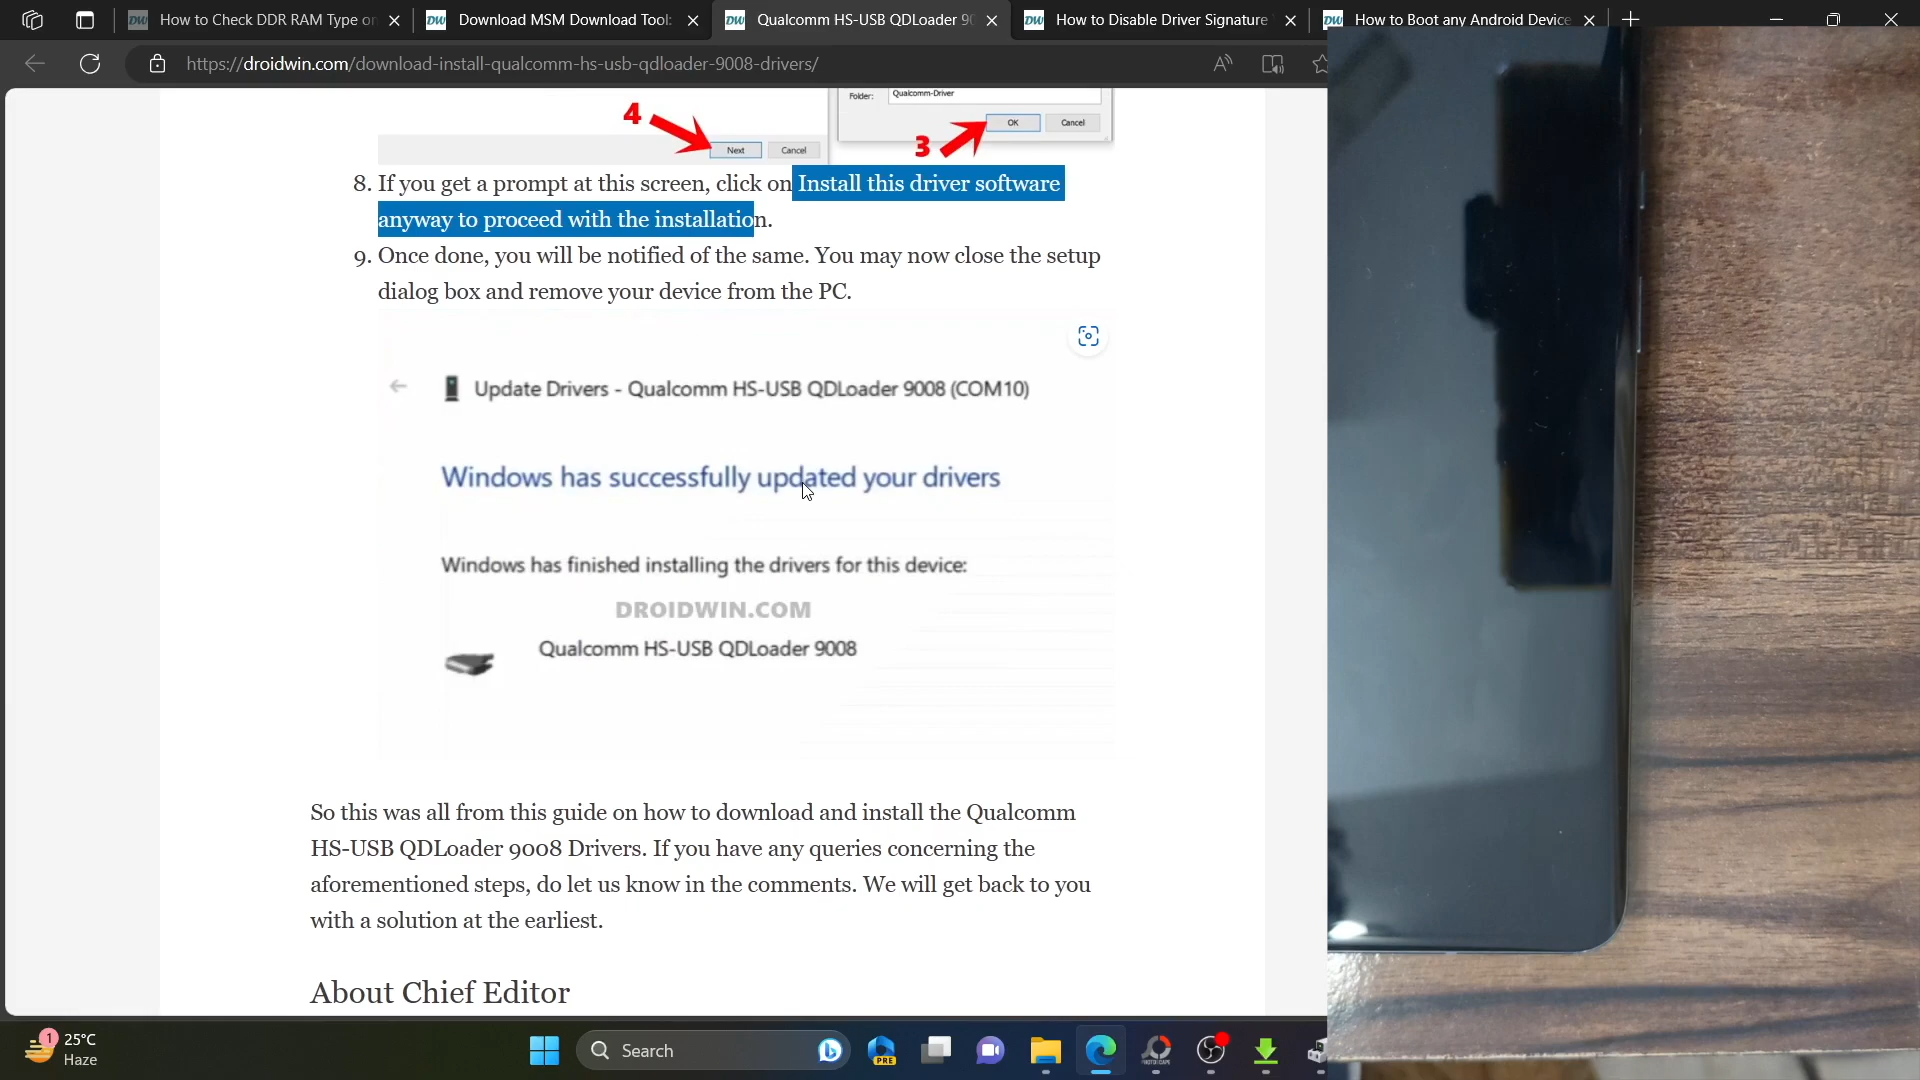 How to Check DDR RAM Type or
Download MSM Download Tool:
Qualcomm HS-USB QDLoader 90
How to Disable Driver Signature
How to Boot any Android Device
https://droidwin.com/download-install-qualcomm-hs-usb-qdloader-9008-drivers/
Folder: Qualcomm-Driver
4
3
OK Cancel
Next Cancel
8. If you get a prompt at this screen, click on Install this driver software
anyway to proceed with the installation.
9. Once done, you will be notified of the same. You may now close the setup
dialog box and remove your device from the PC.
Update Drivers - Qualcomm HS-USB QDLoader 9008 (COM10)
Windows has successfully updated your drivers
Windows has finished installing the drivers for this device:
DROIDWIN.COM
Qualcomm HS-USB QDLoader 9008
So this was all from this guide on how to download and install the Qualcomm
HS-USB QDLoader 9008 Drivers. If you have any queries concerning the
aforementioned steps, do let us know in the comments. We will get back to you
with a solution at the earliest.
About Chief Editor
1
25°C
Haze
Search
PRE